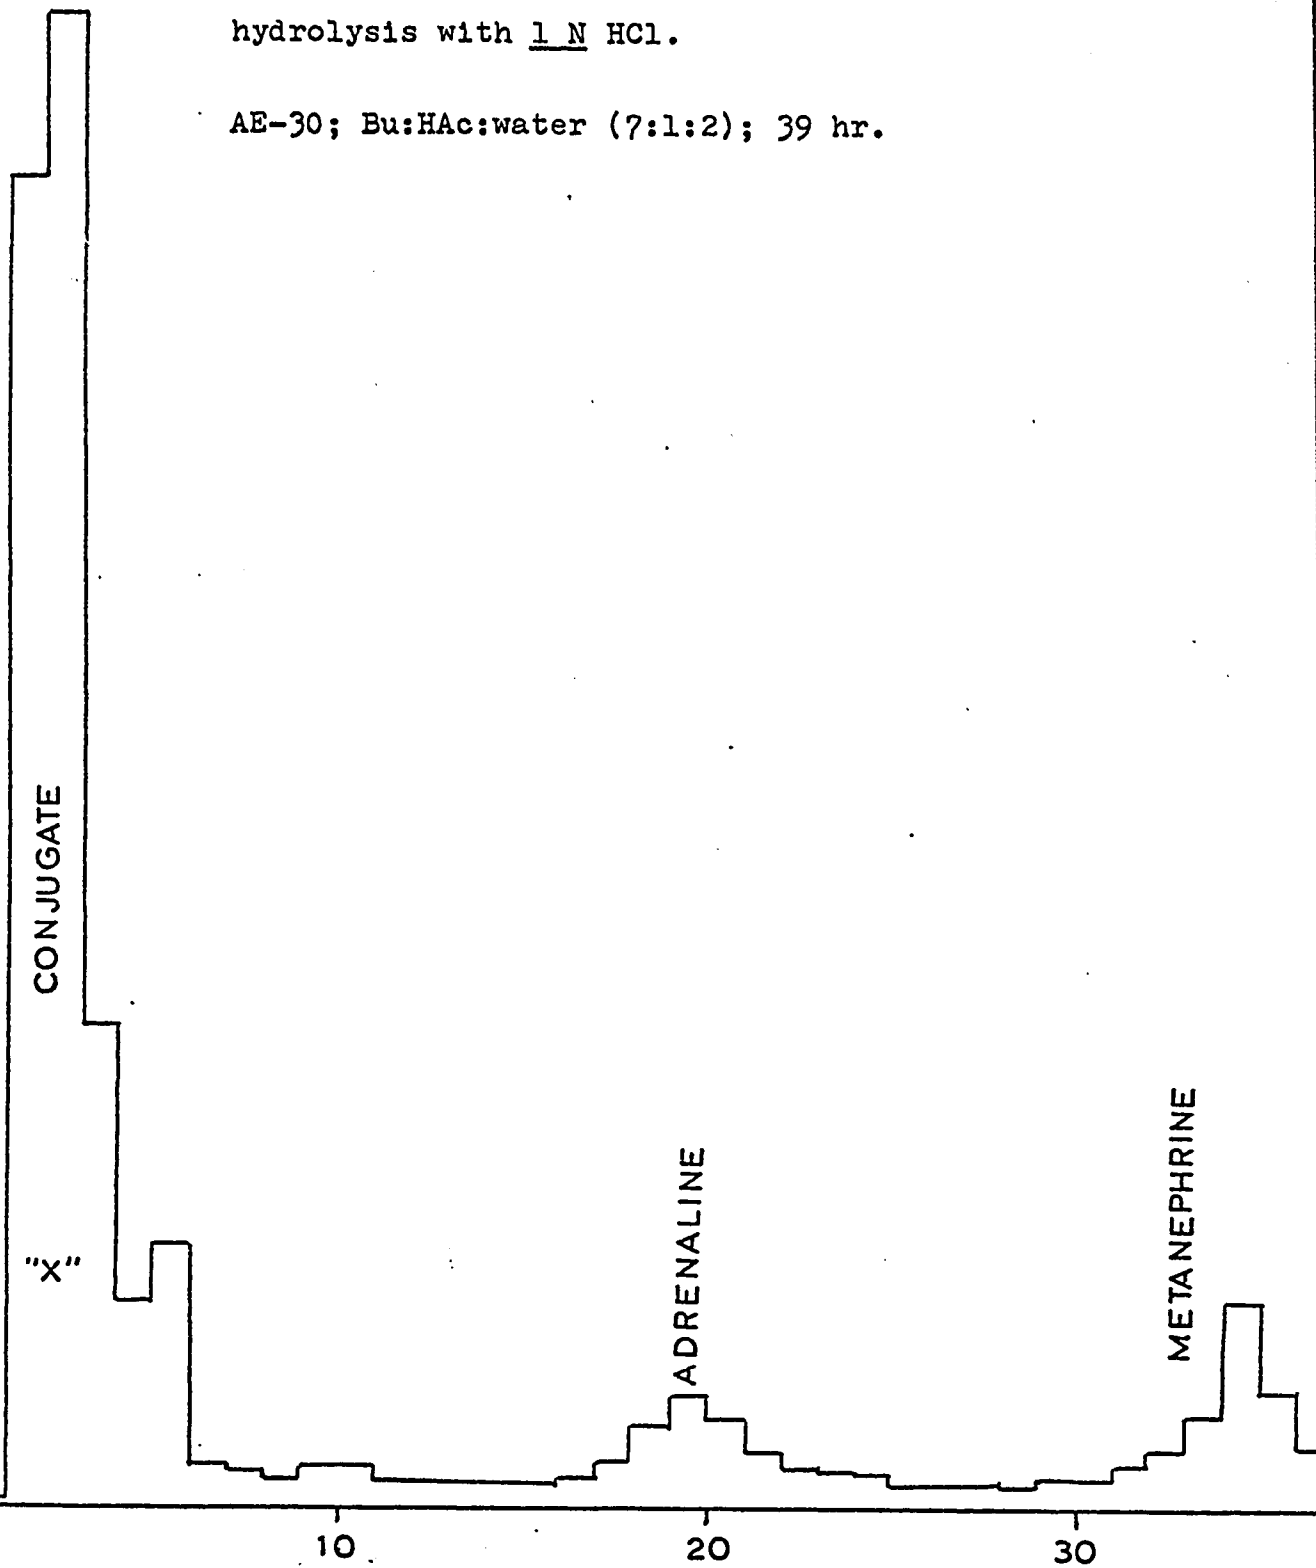 hydrolysis with 1 N HCl.
AE-30; Bu:HAc:water (7:1:2); 39 hr.
CONJUGATE
"X"
ADRENALINE
METANEPHRINE
10 20 30